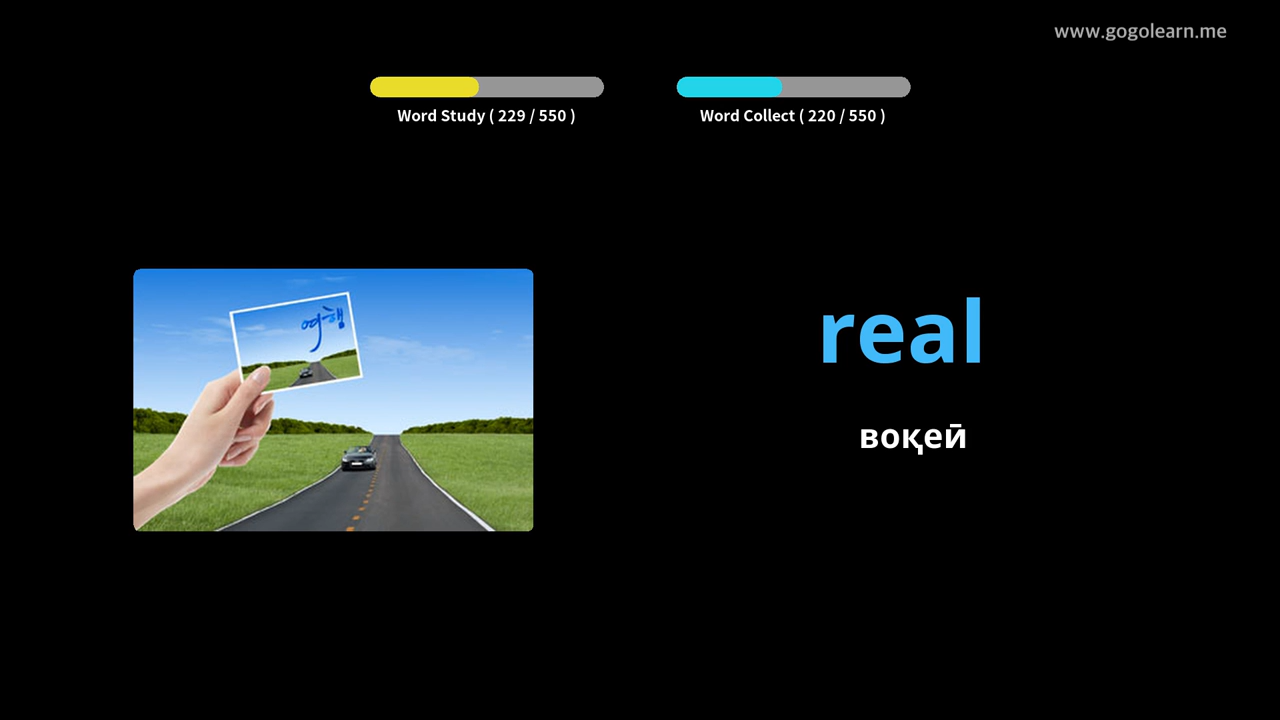 www.gogolearn.me
Word Study ( 229 / 550 )
Word Collect ( 220 / 550 )
여행
real
воқеӣ